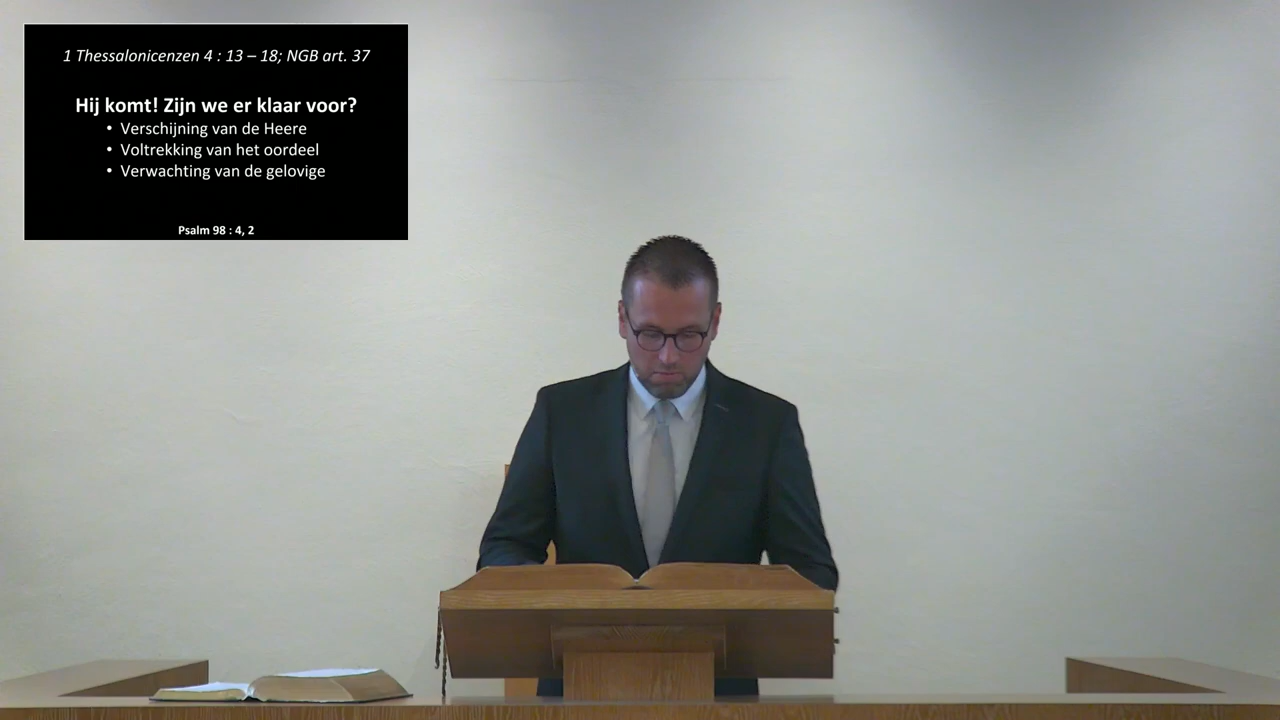 1 Thessalonicenzen 4 : 13 – 18; NGB art. 37
Hij komt! Zijn we er klaar voor?
• Verschijning van de Heere
• Voltrekking van het oordeel
• Verwachting van de gelovige
Psalm 98 : 4, 2